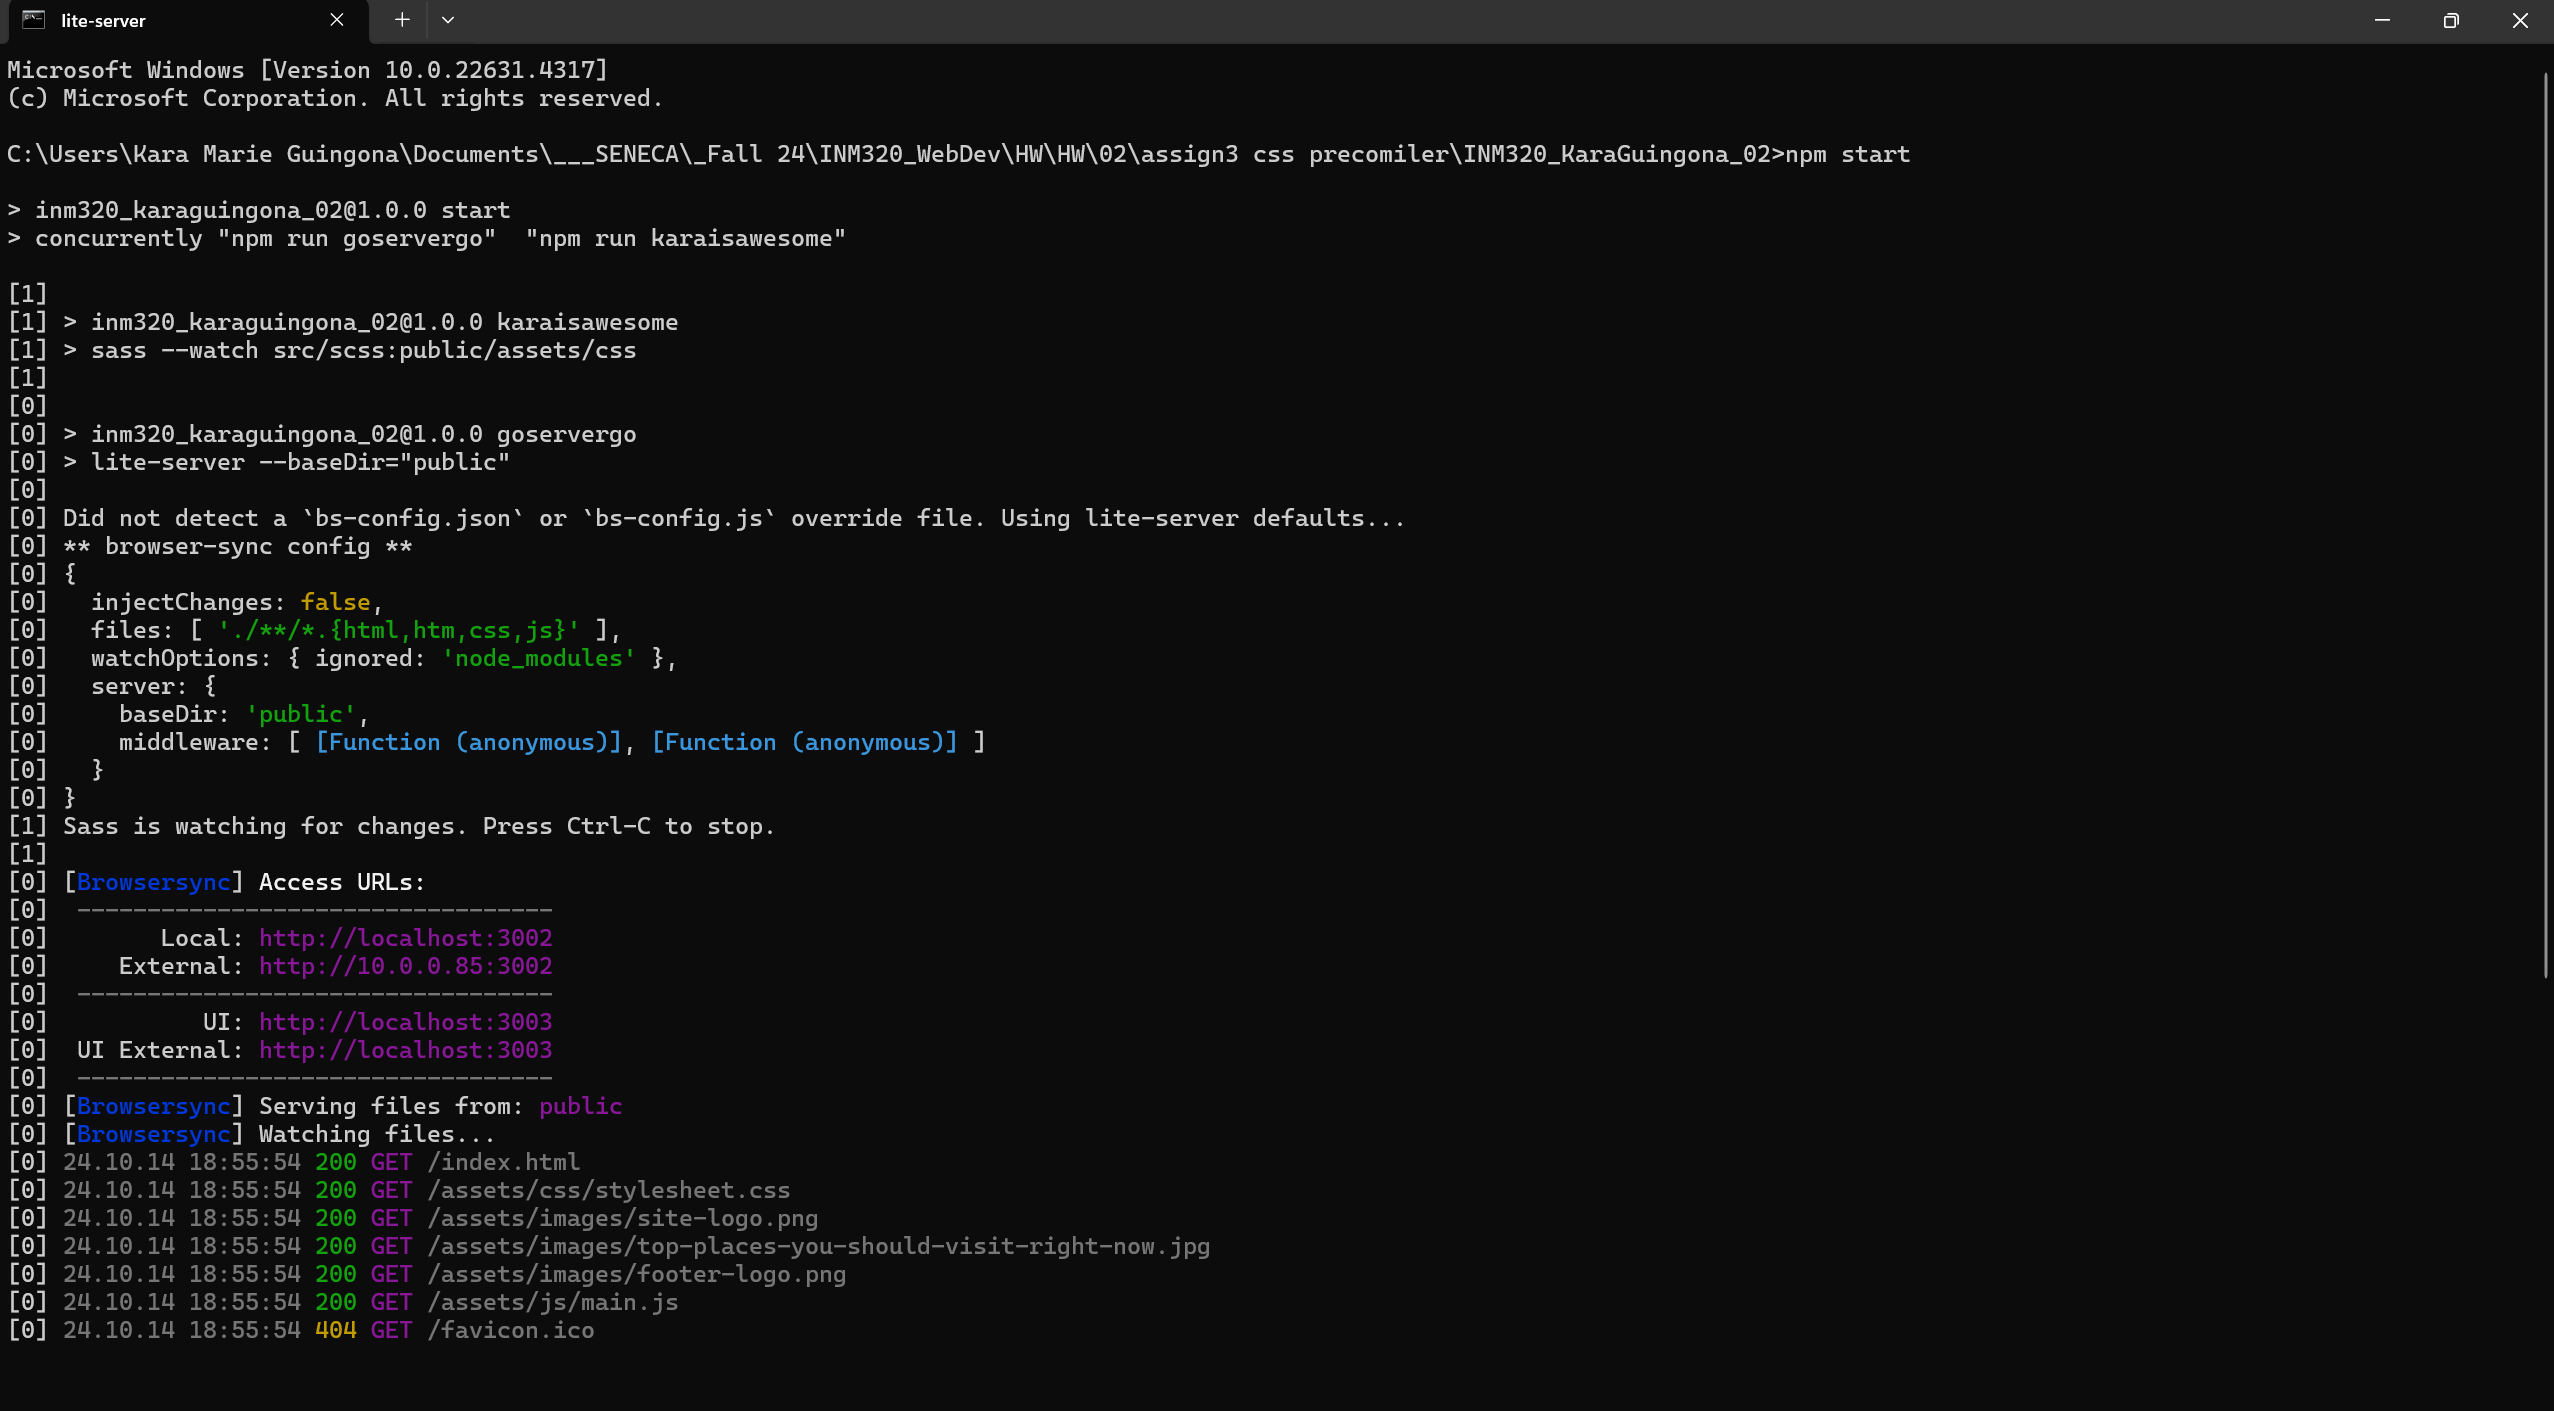 lite-server
Microsoft Windows [Version 10.0.22631.4317]
(c) Microsoft Corporation. All rights reserved.
C:\Users\Kara Marie Guingona\Documents\___SENECA\_Fall 24\INM320_WebDev\HW\HW\02\assign3 css precomiler\INM320_KaraGuingona_02>npm start
> inm320_karaguingona_02@1.0.0 start
> concurrently "npm run goservergo"  "npm run karaisawesome"
[1]
[1] > inm320_karaguingona_02@1.0.0 karaisawesome
[1] > sass --watch src/scss:public/assets/css
[1]
[0]
[0] > inm320_karaguingona_02@1.0.0 goservergo
[0] > lite-server --baseDir="public"
[0]
[0] Did not detect a `bs-config.json` or `bs-config.js` override file. Using lite-server defaults...
[0] ** browser-sync config **
[0] {
[0]   injectChanges: false,
[0]   files: [ './**/*.{html,htm,css,js}' ],
[0]   watchOptions: { ignored: 'node_modules' },
[0]   server: {
[0]     baseDir: 'public',
[0]     middleware: [ [Function (anonymous)], [Function (anonymous)] ]
[0]   }
[0] }
[1] Sass is watching for changes. Press Ctrl-C to stop.
[1]
[0] [Browsersync] Access URLs:
[0]  ----------------------------------
[0]        Local: http://localhost:3002
[0]     External: http://10.0.0.85:3002
[0]  ----------------------------------
[0]           UI: http://localhost:3003
[0]  UI External: http://localhost:3003
[0]  ----------------------------------
[0] [Browsersync] Serving files from: public
[0] [Browsersync] Watching files...
[0] 24.10.14 18:55:54 200 GET /index.html
[0] 24.10.14 18:55:54 200 GET /assets/css/stylesheet.css
[0] 24.10.14 18:55:54 200 GET /assets/images/site-logo.png
[0] 24.10.14 18:55:54 200 GET /assets/images/top-places-you-should-visit-right-now.jpg
[0] 24.10.14 18:55:54 200 GET /assets/images/footer-logo.png
[0] 24.10.14 18:55:54 200 GET /assets/js/main.js
[0] 24.10.14 18:55:54 404 GET /favicon.ico